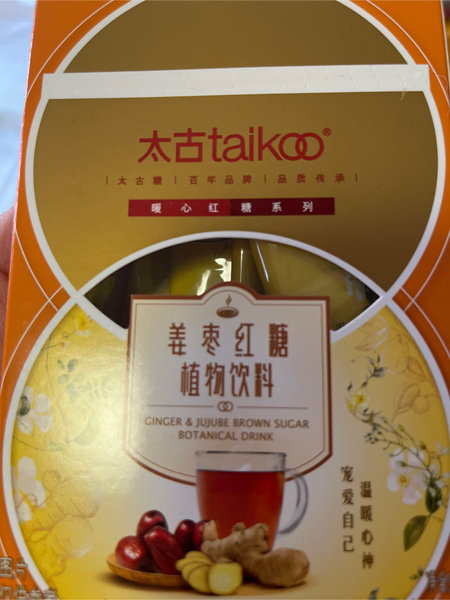 太古taikoo®
太古糖 | 百年品牌 | 品质传承
暖心红糖系列
姜枣红糖
植物饮料
GINGER & JUJUBE BROWN SUGAR
BOTANICAL DRINK
温暖心神
宠爱自己
图片